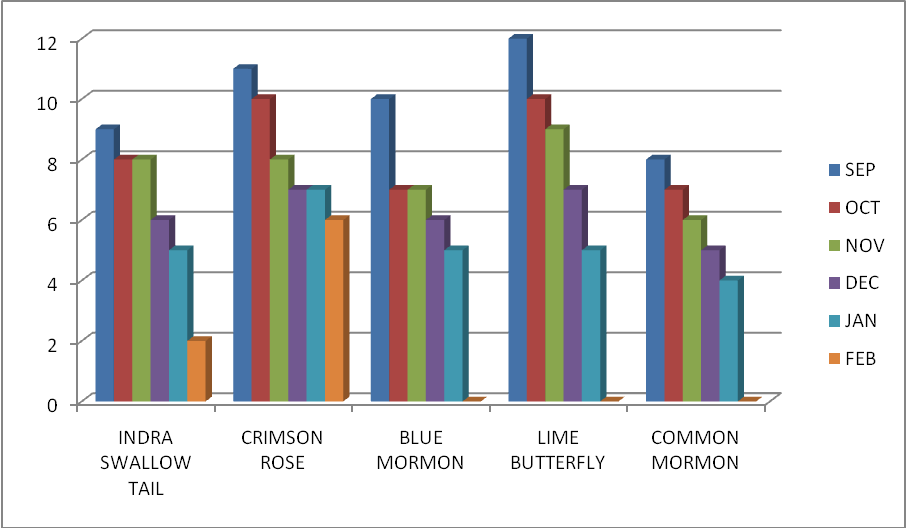 12
10
8
6
4
2
0
INDRA
SWALLOW
TAIL
CRIMSON
ROSE
BLUE
MORMON
LIME
BUTTERFLY
COMMON
MORMON
SEP
OCT
NOV
DEC
JAN
FEB